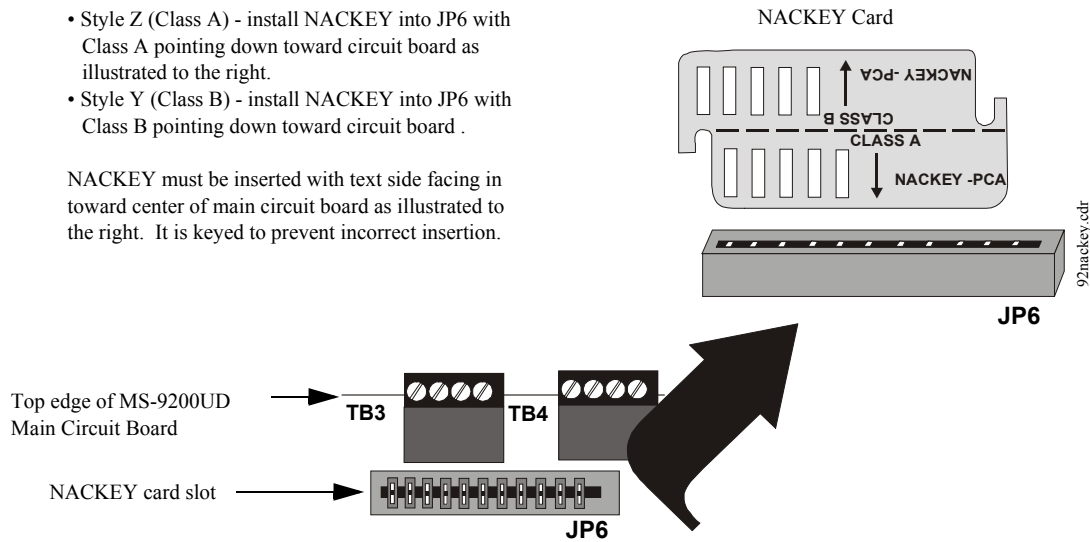 • Style Z (Class A) - install NACKEY into JP6 with
Class A pointing down toward circuit board as
illustrated to the right.
• Style Y (Class B) - install NACKEY into JP6 with
Class B pointing down toward circuit board .
NACKEY must be inserted with text side facing in
toward center of main circuit board as illustrated to
the right. It is keyed to prevent incorrect insertion.
NACKEY Card
NACKEY -PCA
CLASS B
CLASS A
NACKEY -PCA
92nackey.cdr
JP6
Top edge of MS-9200UD
Main Circuit Board
TB3
TB4
NACKEY card slot
JP6